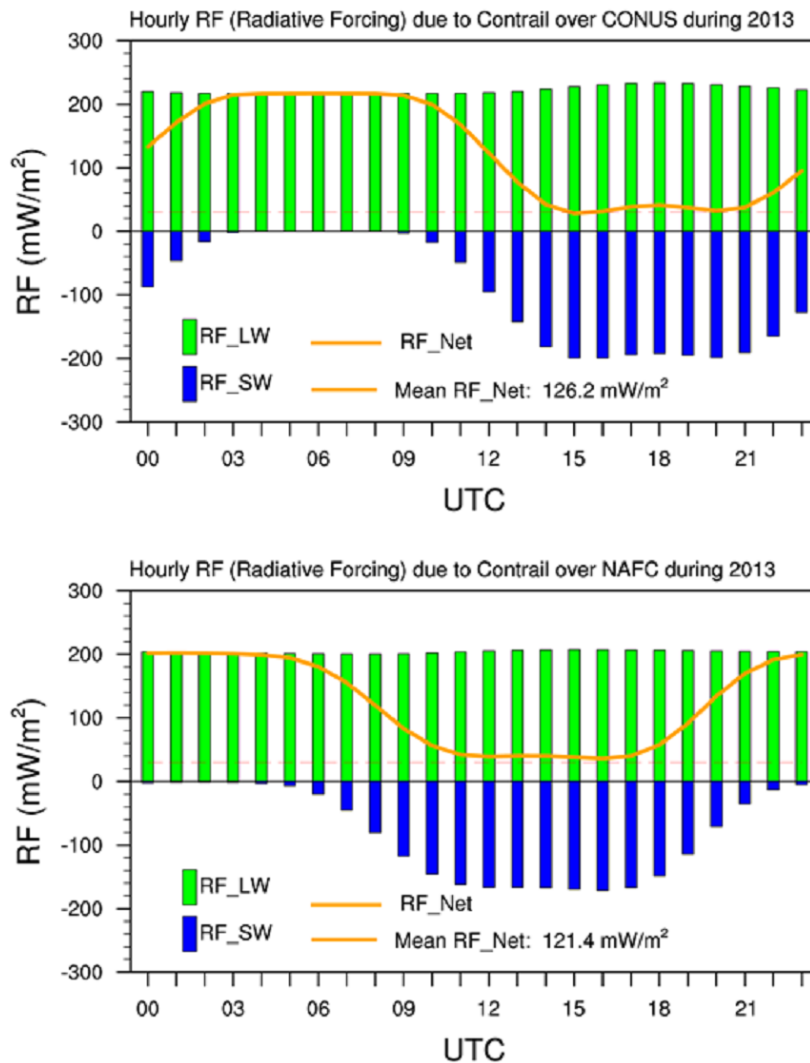 Hourly RF (Radiative Forcing) due to Contrail over CONUS during 2013
300
200
100
0
-100
-200
-300
RF (mW/m²)
RF_LW
RF_Net
RF_SW
Mean RF_Net: 126.2 mW/m²
00 03 06 09 12 15 18 21
UTC
Hourly RF (Radiative Forcing) due to Contrail over NAFC during 2013
300
200
100
0
-100
-200
-300
RF (mW/m²)
RF_LW
RF_Net
RF_SW
Mean RF_Net: 121.4 mW/m²
00 03 06 09 12 15 18 21
UTC